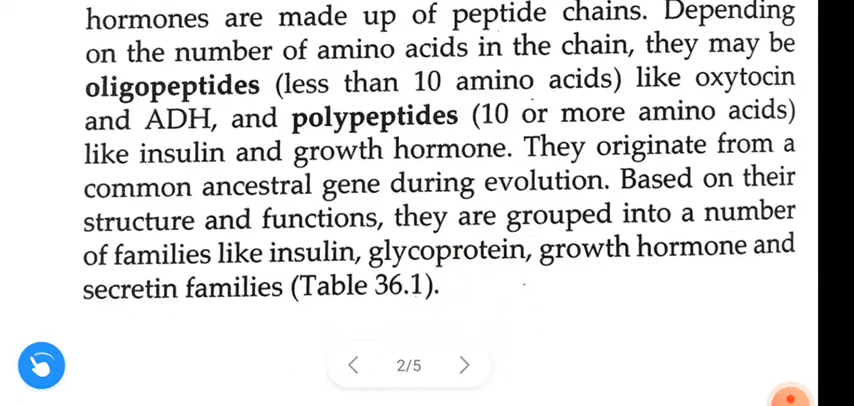 hormones are made up of peptide chains. Depending
on the number of amino acids in the chain, they may be
oligopeptides (less than 10 amino acids) like oxytocin
and ADH, and polypeptides (10 or more amino acids)
like insulin and growth hormone. They originate from a
common ancestral gene during evolution. Based on their
structure and functions, they are grouped into a number
of families like insulin, glycoprotein, growth hormone and
secretin families (Table 36.1).
2/5